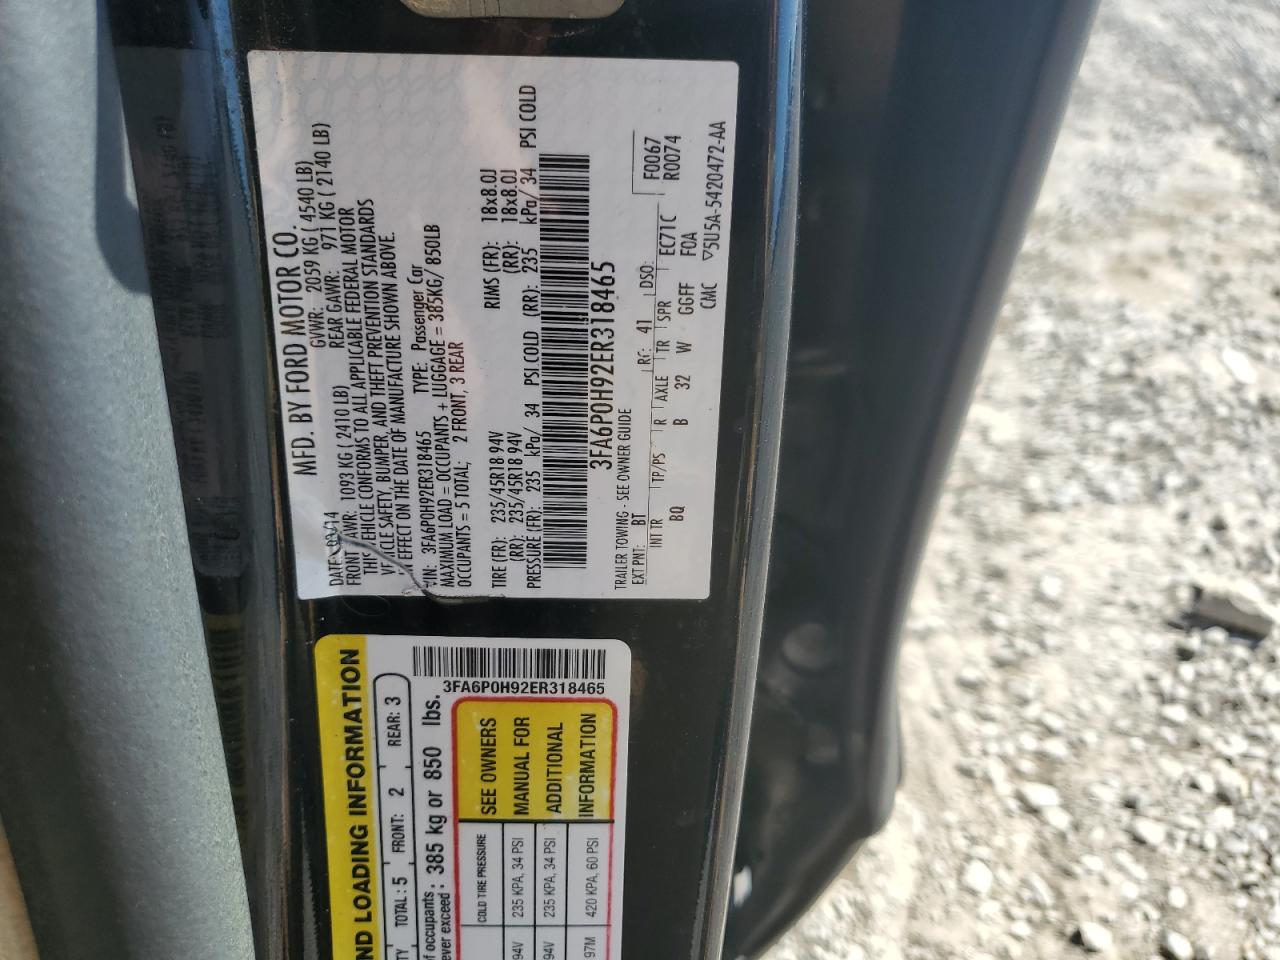 MFD. BY FORD MOTOR CO.
GVWR: 2059 KG ( 4540 LB)
FRONT GAWR: 1093 KG ( 2410 LB) REAR GAWR: 971 KG ( 2140 LB)
THIS VEHICLE CONFORMS TO ALL APPLICABLE FEDERAL MOTOR
VEHICLE SAFETY, BUMPER, AND THEFT PREVENTION STANDARDS
IN EFFECT ON THE DATE OF MANUFACTURE SHOWN ABOVE.
VIN: 3FA6P0H92ER318465 TYPE: Passenger Car
MAXIMUM LOAD = OCCUPANTS + LUGGAGE = 385KG/ 850LB
OCCUPANTS = 5 TOTAL; 2 FRONT, 3 REAR
TIRE (FR): 235/45R18 94V RIMS (FR): 18x8.0J
(RR): 235/45R18 94V (RR): 18x8.0J
PRESSURE (FR): 235 kPa/ 34 PSI COLD (RR): 235 kPa/ 34 PSI COLD
3FA6P0H92ER318465
TRAILER TOWING - SEE OWNER GUIDE
EXT PNT: BT RC: 41 DSO: F0067
INT TR TP/PS R AXLE TR SPR EC71C R0074
BQ B 32 W GGFF FOA
CMC ▽5U5A-5420472-AA
3FA6P0H92ER318465
LOADING INFORMATION
TOTAL : 5 FRONT: 2 REAR: 3
of occupants
exceed : 385 kg or 850 lbs.
COLD TIRE PRESSURE
235 KPA, 34 PSI
235 KPA, 34 PSI
420 KPA, 60 PSI
94V
94V
97M
SEE OWNERS
MANUAL FOR
ADDITIONAL
INFORMATION